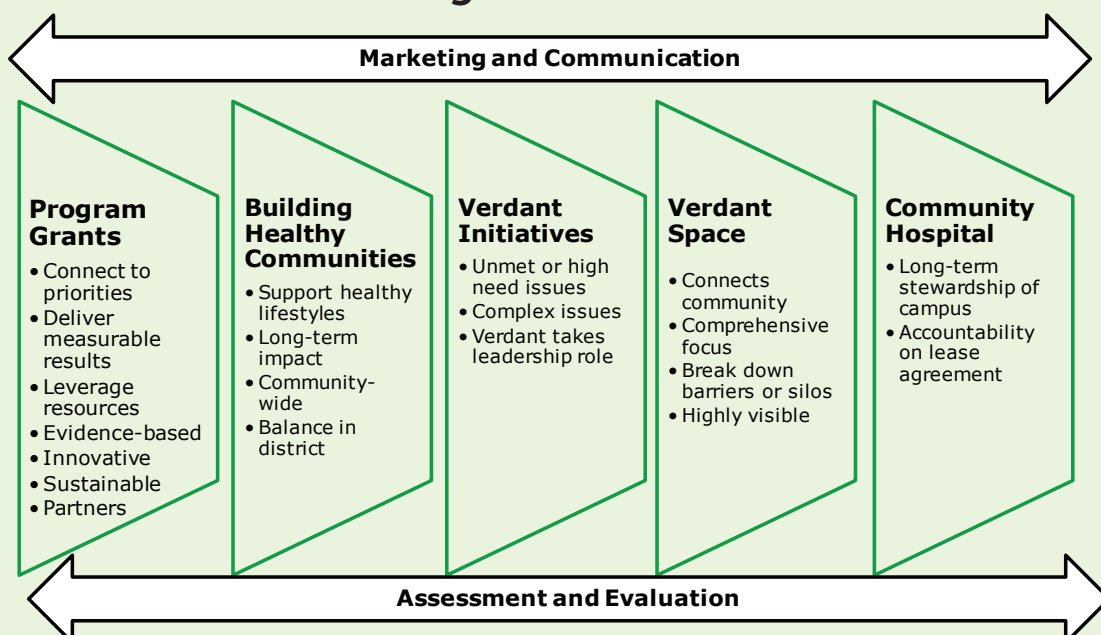 Marketing and Communication
Program
Grants
• Connect to
priorities
• Deliver
measurable
results
• Leverage
resources
• Evidence-based
• Innovative
• Sustainable
• Partners
Building
Healthy
Communities
• Support healthy
lifestyles
• Long-term
impact
• Community-
wide
• Balance in
district
Verdant
Initiatives
• Unmet or high
need issues
• Complex issues
• Verdant takes
leadership role
Verdant
Space
• Connects
community
• Comprehensive
focus
• Break down
barriers or silos
• Highly visible
Community
Hospital
• Long-term
stewardship of
campus
• Accountability
on lease
agreement
Assessment and Evaluation